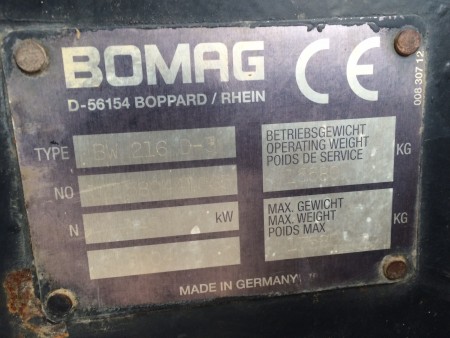 BOMAG
CE
D-56154 BOPPARD / RHEIN
008 307 12
TYPE BW 216 D-3
BETRIEBSGEWICHT
OPERATING WEIGHT
POIDS DE SERVICE
KG
NO
N kW
MAX. GEWICHT
MAX. WEIGHT
POIDS MAX
KG
MADE IN GERMANY